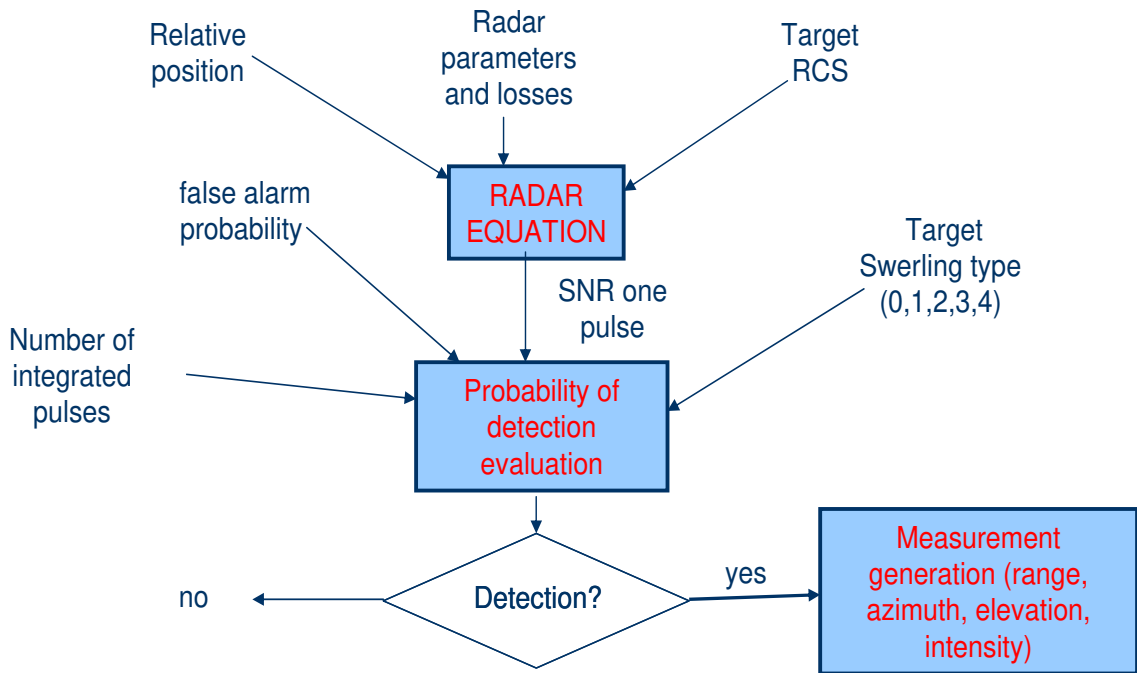 Relative
position
Radar
parameters
and losses
Target
RCS
RADAR
EQUATION
false alarm
probability
Target
Swerling type
(0,1,2,3,4)
SNR one
pulse
Number of
integrated
pulses
Probability of
detection
evaluation
Detection?
no
yes
Measurement
generation (range,
azimuth, elevation,
intensity)